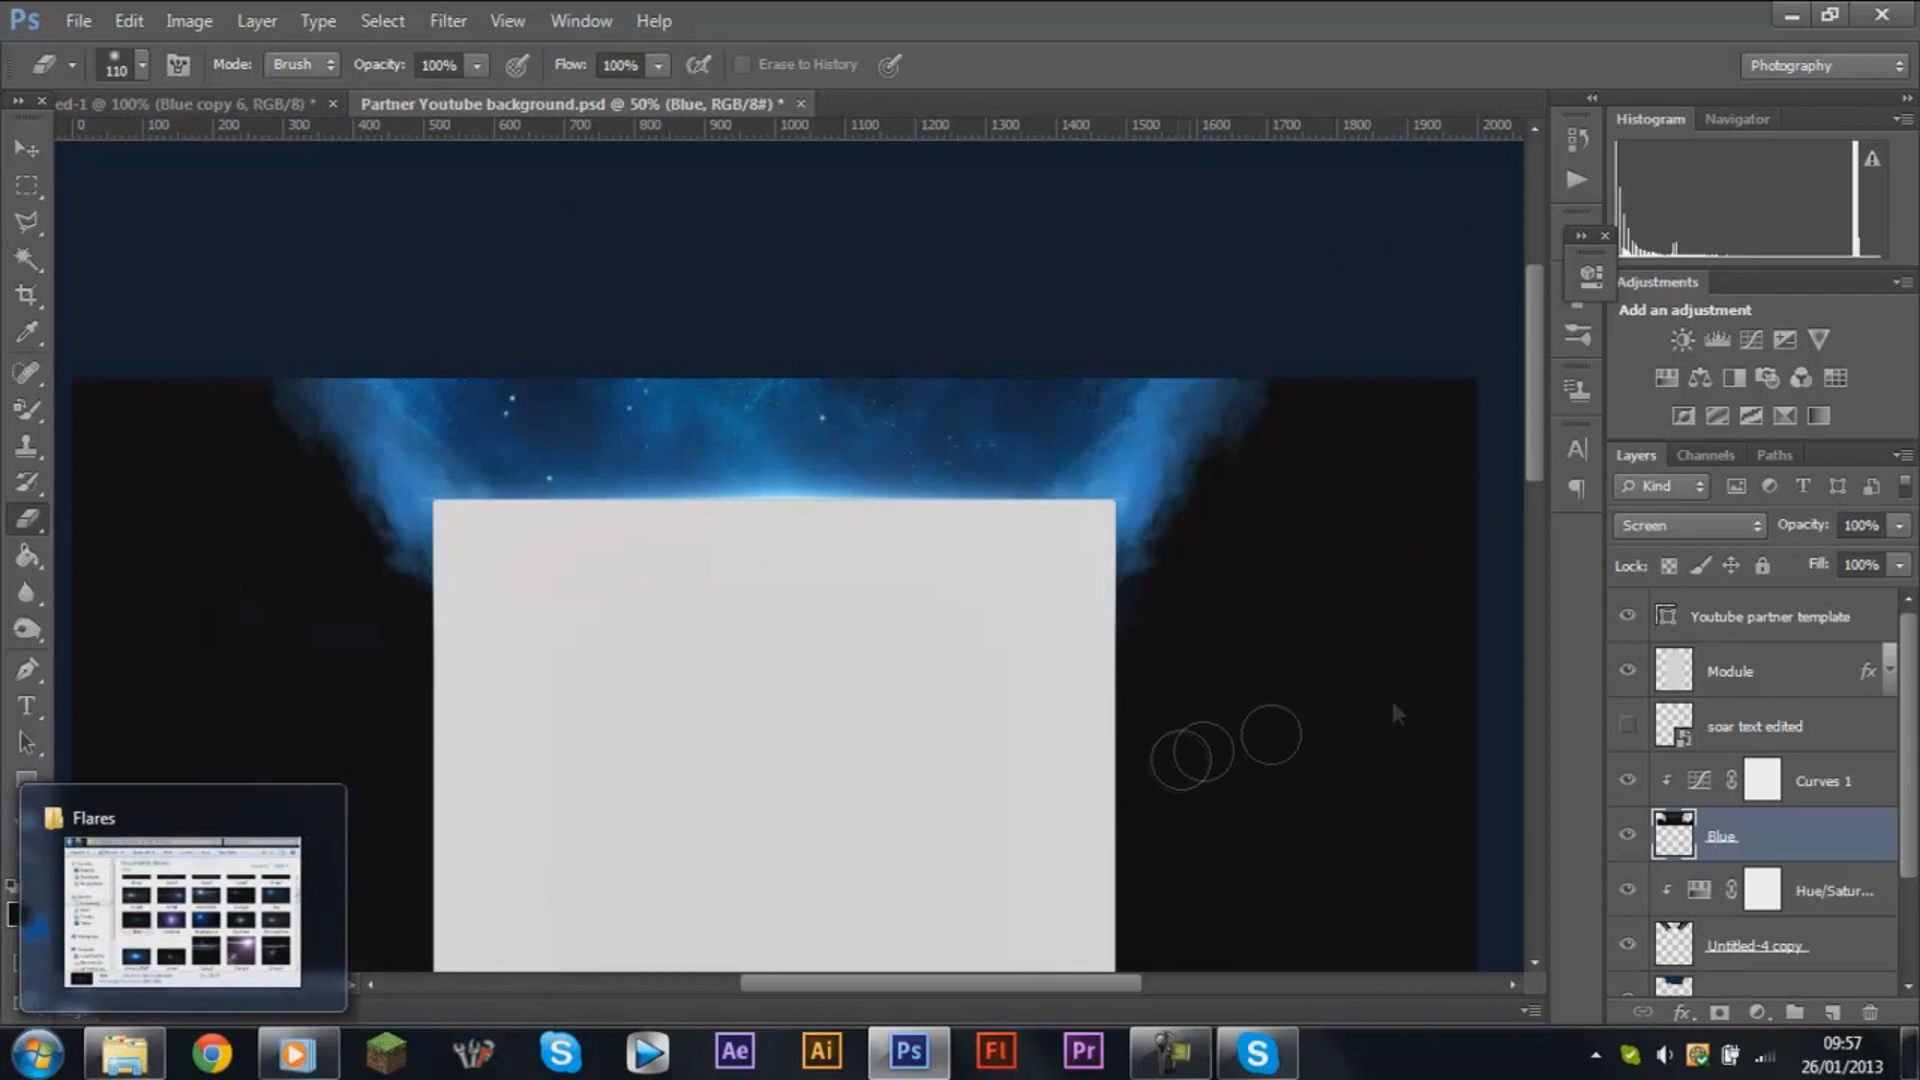 Ps File Edit Image Layer Type Select Filter View Window Help
110 Mode: Brush Opacity: 100% Flow: 100% Erase to History Photography
ed-1 @ 100% (Blue copy 6, RGB/8) * × Partner Youtube background.psd @ 50% (Blue, RGB/8#) * ×
0 100 200 300 400 500 600 700 800 900 1000 1100 1200 1300 1400 1500 1600 1700 1800 1900 2000
Histogram Navigator
Adjustments
Add an adjustment
Layers Channels Paths
Kind
Screen Opacity: 100%
Lock: Fill: 100%
Youtube partner template
Module fx
soar text edited
Curves 1
Blue
Hue/Satur...
Untitled-4 copy
Flares
Ae Ai Ps Fl Pr
09:57
26/01/2013